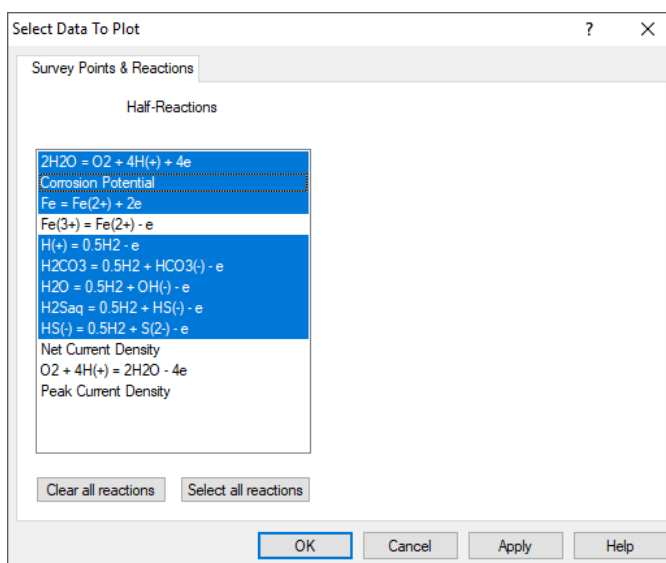 Select Data To Plot ?
Survey Points & Reactions
Half-Reactions
2H2O = O2 + 4H(+) + 4e
Corrosion Potential
Fe = Fe(2+) + 2e
Fe(3+) = Fe(2+) - e
H(+) = 0.5H2 - e
H2CO3 = 0.5H2 + HCO3(-) - e
H2O = 0.5H2 + OH(-) - e
H2Saq = 0.5H2 + HS(-) - e
HS(-) = 0.5H2 + S(2-) - e
Net Current Density
O2 + 4H(+) = 2H2O - 4e
Peak Current Density
Clear all reactions Select all reactions
OK Cancel Apply Help